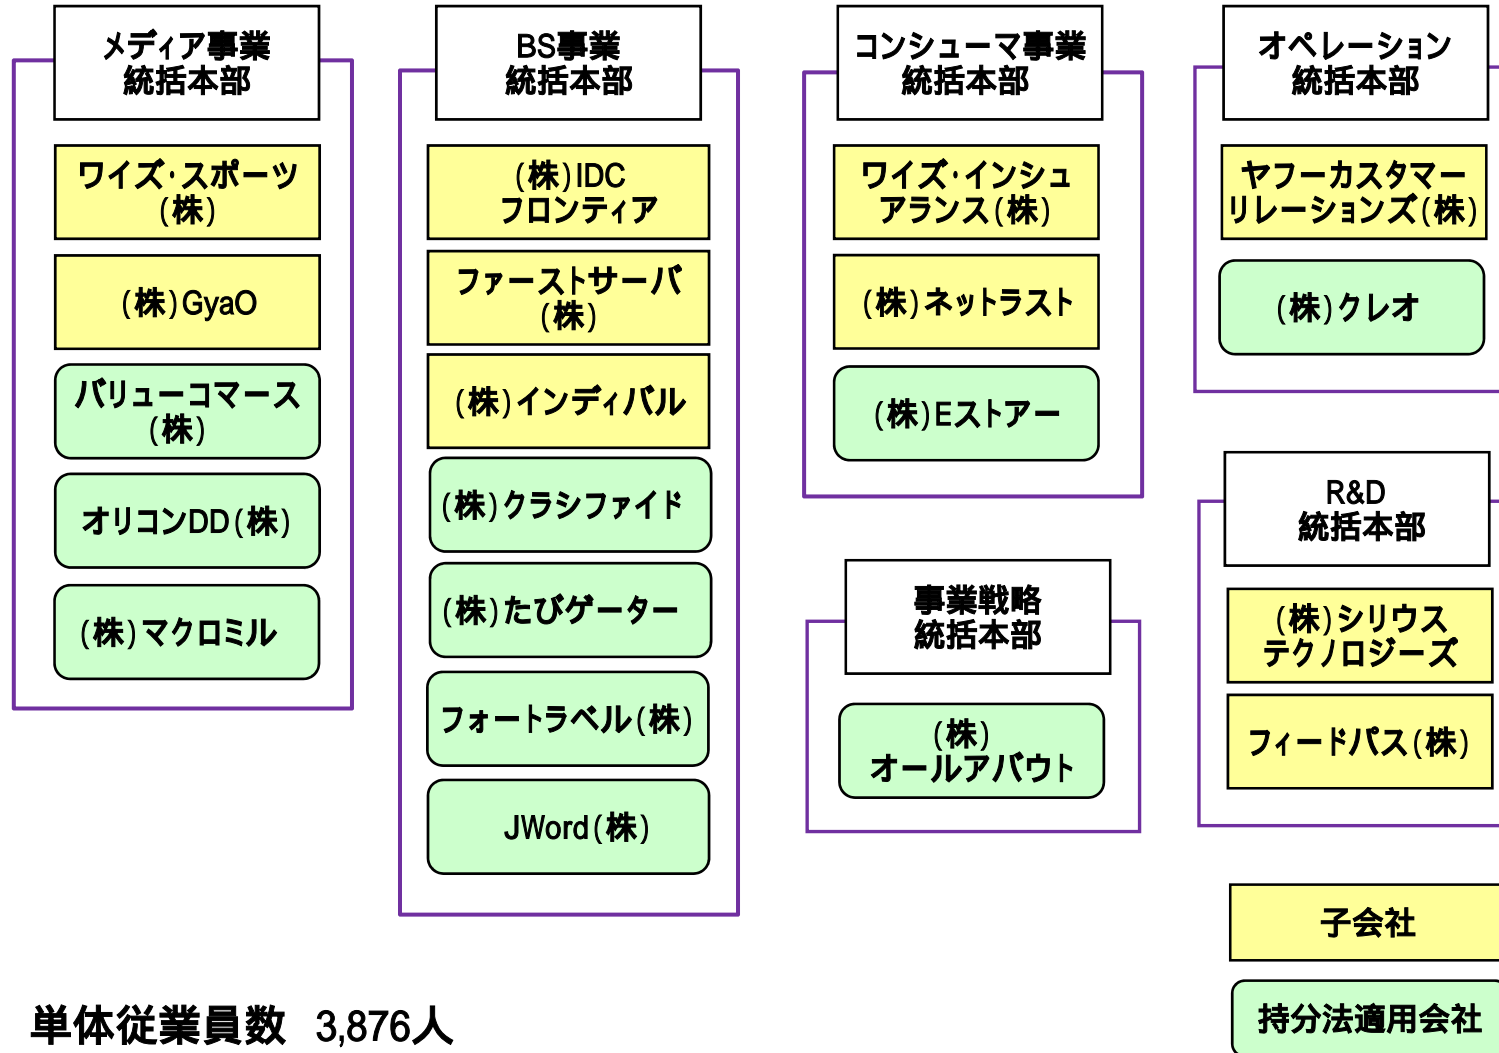 メディア事業
統括本部
ワイズ・スポーツ
(株)
(株)GyaO
バリューコマース
(株)
オリコンDD(株)
(株)マクロミル
BS事業
統括本部
(株)IDC
フロンティア
ファーストサーバ
(株)
(株)インディバル
(株)クラシファイド
(株)たびゲーター
フォートラベル(株)
JWord(株)
コンシューマ事業
統括本部
ワイズ・インシュ
アランス(株)
(株)ネットラスト
(株)Eストアー
事業戦略
統括本部
(株)
オールアバウト
オペレーション
統括本部
ヤフーカスタマー
リレーションズ(株)
(株)クレオ
R&D
統括本部
(株)シリウス
テクノロジーズ
フィードパス(株)
子会社
持分法適用会社
単体従業員数 3,876人